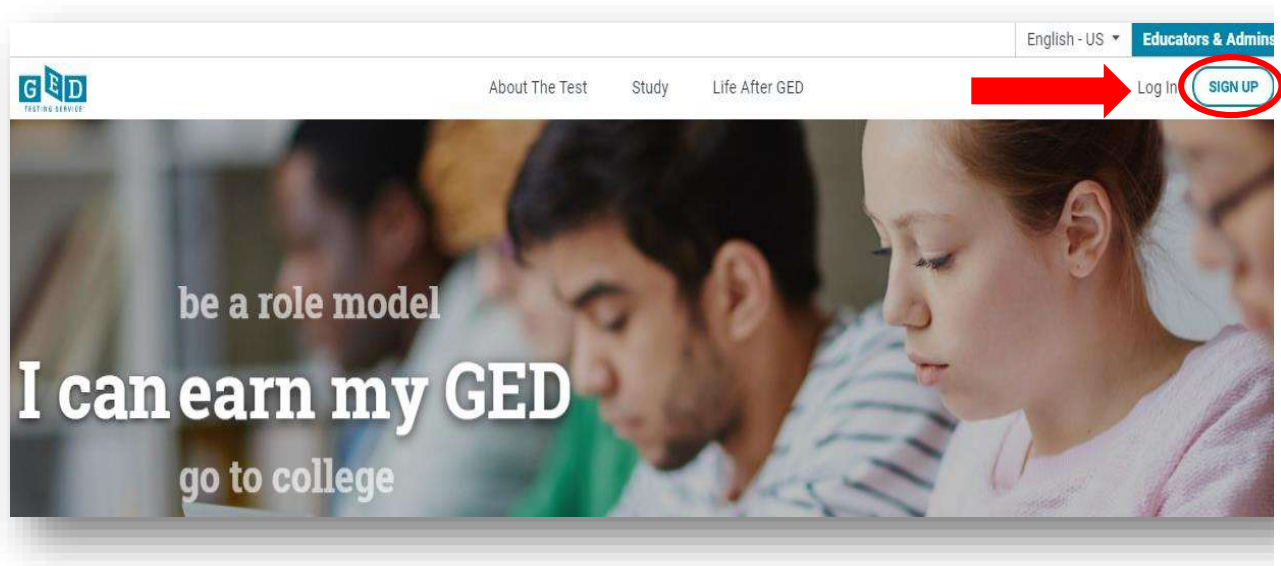 English - US Educators & Admins
GED
TESTING SERVICE
About The Test Study Life After GED Log In SIGN UP
be a role model
I can earn my GED
go to college